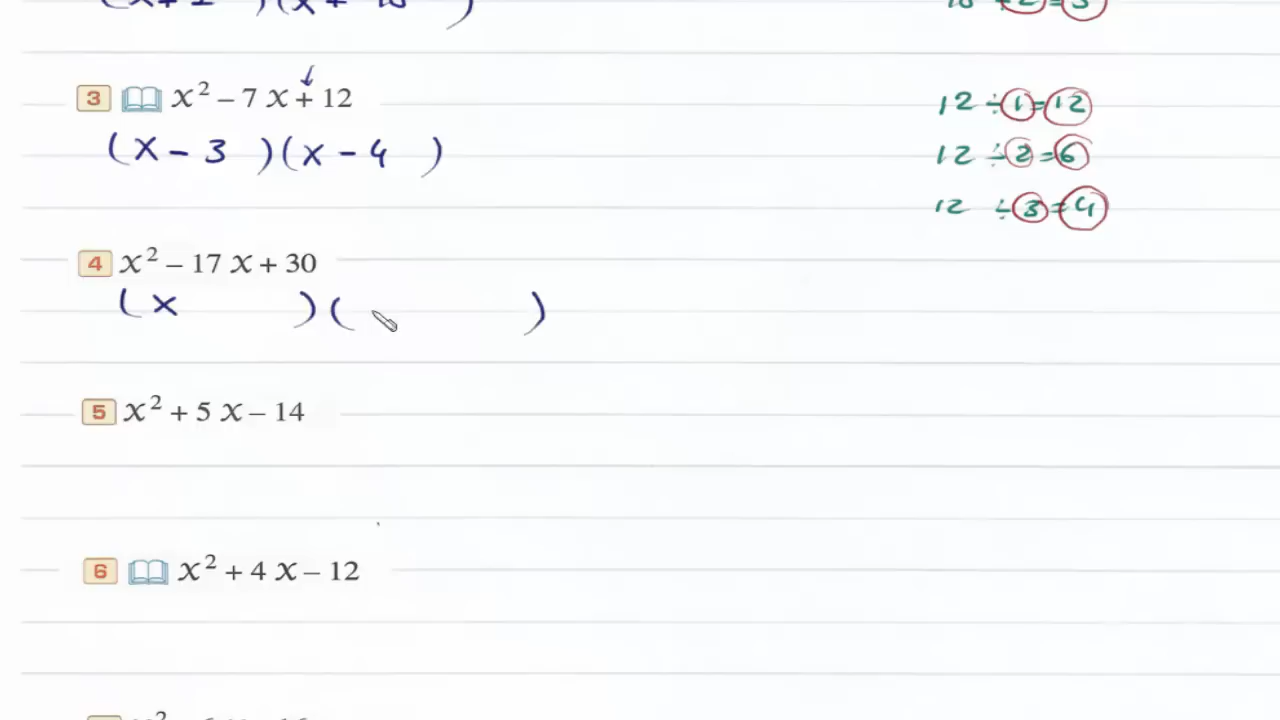 3 x² – 7 x + 12
(x – 3 )(x – 4 )
12 ÷ 1 = 12
12 ÷ 2 = 6
12 ÷ 3 = 4
4 x² – 17 x + 30
(x )( )
5 x² + 5 x – 14
6 x² + 4 x – 12